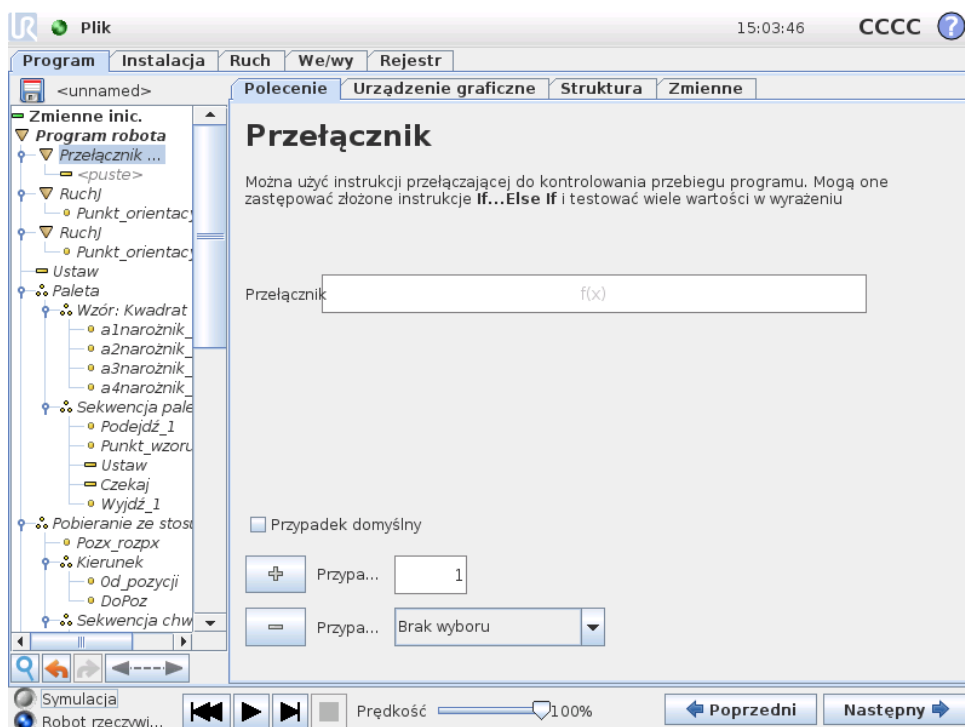 UR Plik 15:03:46 CCCC ?
Program Instalacja Ruch We/wy Rejestr
<unnamed>
Polecenie Urządzenie graficzne Struktura Zmienne
Zmienne inic.
Program robota
Przełącznik ...
<puste>
RuchJ
Punkt_orientacy
RuchJ
Punkt_orientacy
Ustaw
Paleta
Wzór: Kwadrat
a1narożnik_
a2narożnik_
a3narożnik_
a4narożnik_
Sekwencja pale
Podejdź_1
Punkt_wzoru
Ustaw
Czekaj
Wyjdź_1
Pobieranie ze stosu
Pozx_rozpx
Kierunek
Od_pozycji
DoPoz
Sekwencja chw
Przełącznik
Można użyć instrukcji przełączającej do kontrolowania przebiegu programu. Mogą one
zastępować złożone instrukcje If...Else If i testować wiele wartości w wyrażeniu
Przełącznik f(x)
Przypadek domyślny
Przypa... 1
Przypa... Brak wyboru
Symulacja
Robot rzeczywi...
Prędkość 100%
Poprzedni Następny